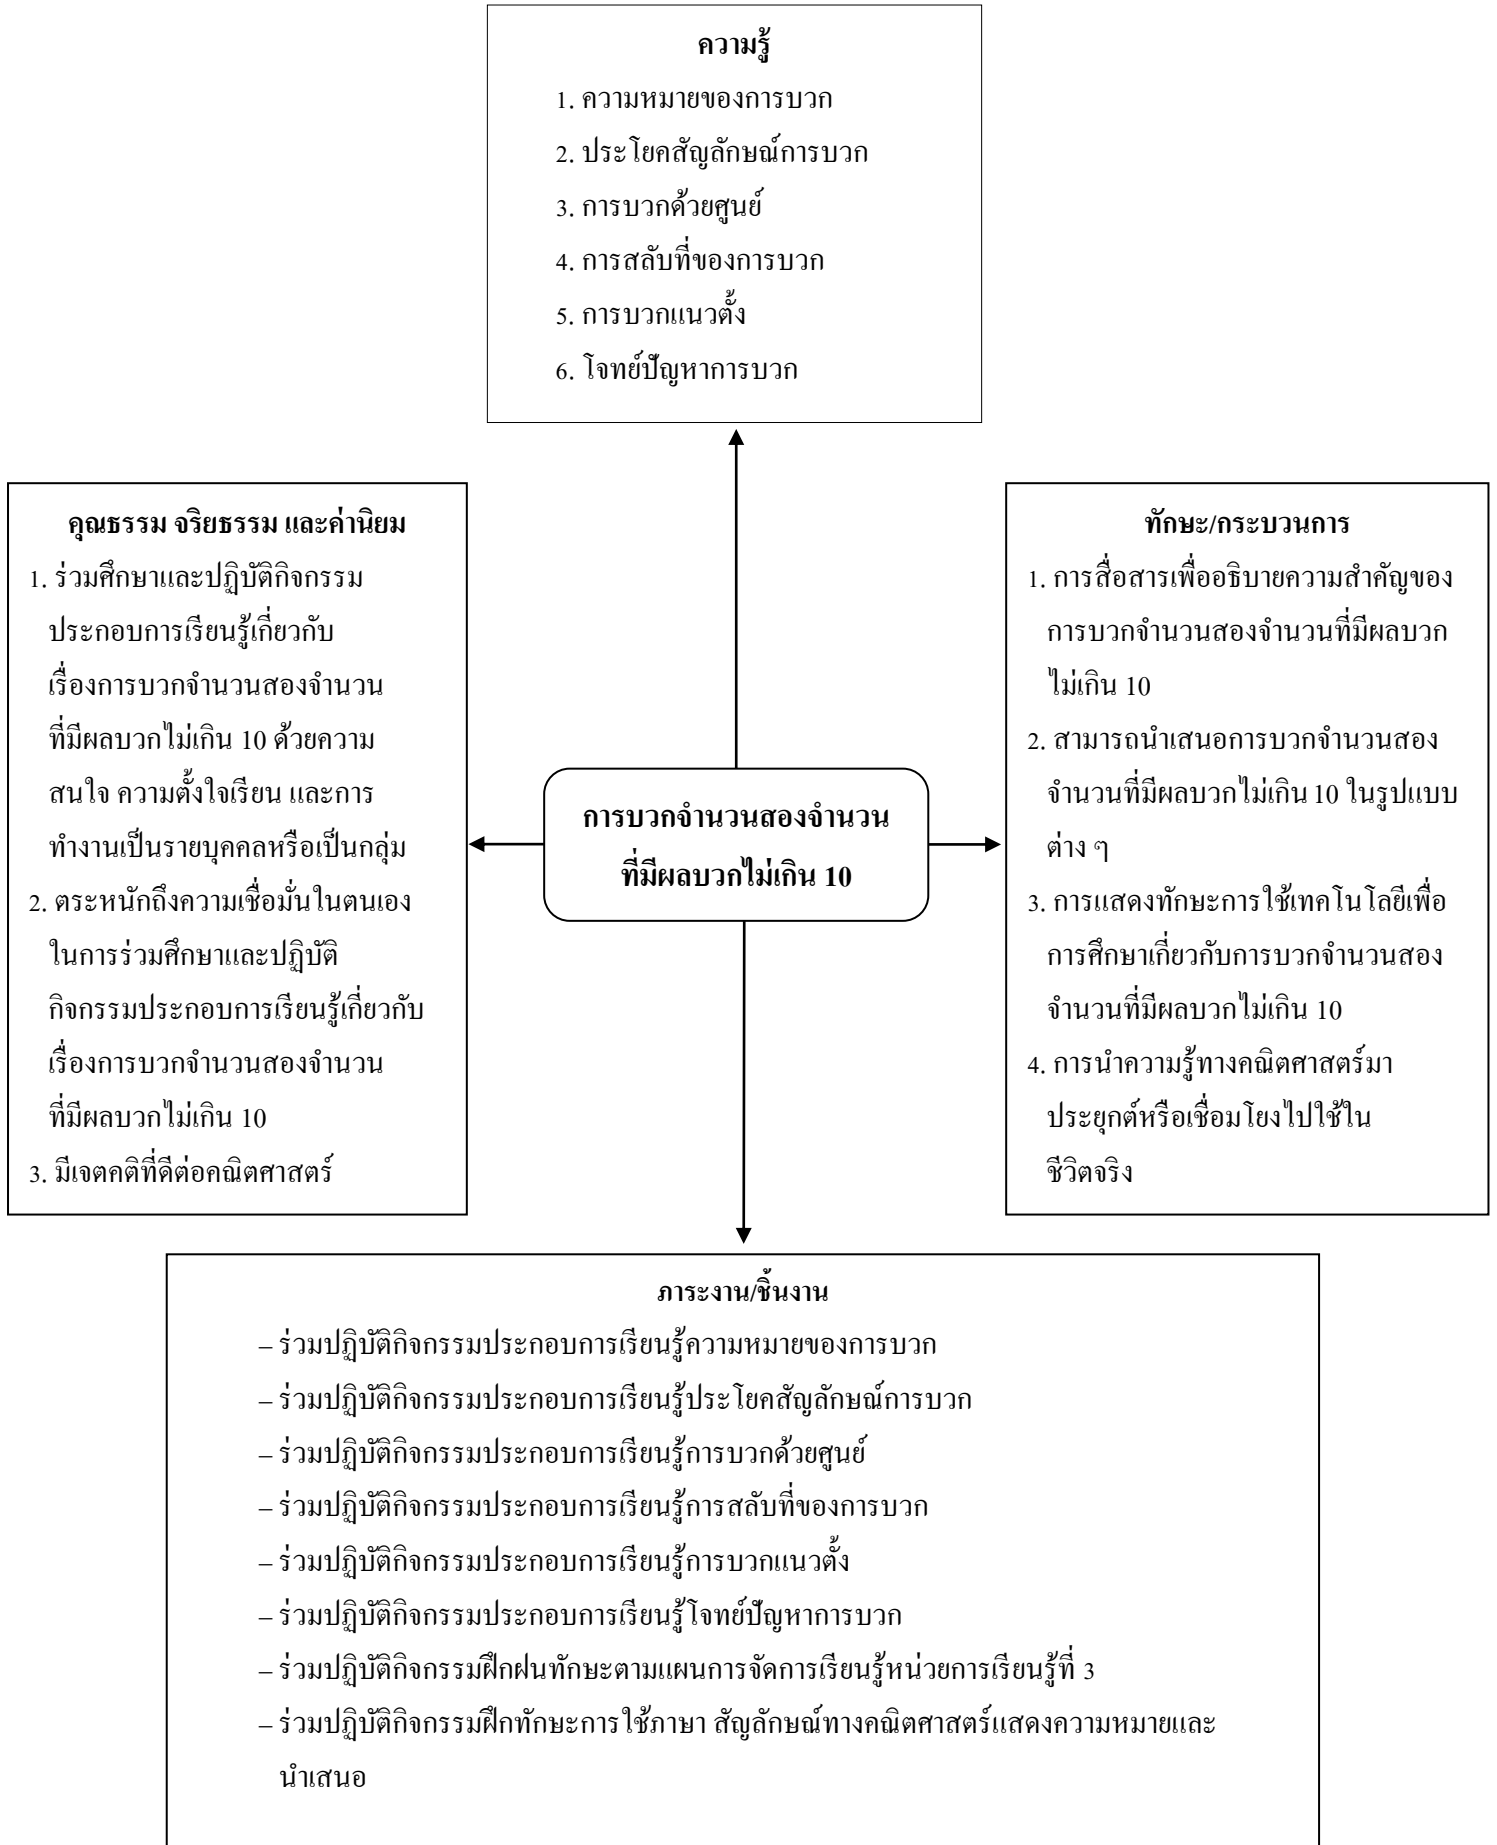 ความรู้
1. ความหมายของการบวก
2. ประโยคสัญลักษณ์การบวก
3. การบวกด้วยศูนย์
4. การสลับที่ของการบวก
5. การบวกแนวตั้ง
6. โจทย์ปัญหาการบวก
คุณธรรม จริยธรรม และค่านิยม
1. ร่วมศึกษาและปฏิบัติกิจกรรม
ประกอบการเรียนรู้เกี่ยวกับ
เรื่องการบวกจำนวนสองจำนวน
ที่มีผลบวกไม่เกิน 10 ด้วยความ
สนใจ ความตั้งใจเรียน และการ
ทำงานเป็นรายบุคคลหรือเป็นกลุ่ม
2. ตระหนักถึงความเชื่อมั่นในตนเอง
ในการร่วมศึกษาและปฏิบัติ
กิจกรรมประกอบการเรียนรู้เกี่ยวกับ
เรื่องการบวกจำนวนสองจำนวน
ที่มีผลบวกไม่เกิน 10
3. มีเจตคติที่ดีต่อคณิตศาสตร์
การบวกจำนวนสองจำนวน
ที่มีผลบวกไม่เกิน 10
ทักษะ/กระบวนการ
1. การสื่อสารเพื่ออธิบายความสำคัญของ
การบวกจำนวนสองจำนวนที่มีผลบวก
ไม่เกิน 10
2. สามารถนำเสนอการบวกจำนวนสอง
จำนวนที่มีผลบวกไม่เกิน 10 ในรูปแบบ
ต่าง ๆ
3. การแสดงทักษะการใช้เทคโนโลยีเพื่อ
การศึกษาเกี่ยวกับการบวกจำนวนสอง
จำนวนที่มีผลบวกไม่เกิน 10
4. การนำความรู้ทางคณิตศาสตร์มา
ประยุกต์หรือเชื่อมโยงไปใช้ใน
ชีวิตจริง
ภาระงาน/ชิ้นงาน
– ร่วมปฏิบัติกิจกรรมประกอบการเรียนรู้ความหมายของการบวก
– ร่วมปฏิบัติกิจกรรมประกอบการเรียนรู้ประโยคสัญลักษณ์การบวก
– ร่วมปฏิบัติกิจกรรมประกอบการเรียนรู้การบวกด้วยศูนย์
– ร่วมปฏิบัติกิจกรรมประกอบการเรียนรู้การสลับที่ของการบวก
– ร่วมปฏิบัติกิจกรรมประกอบการเรียนรู้การบวกแนวตั้ง
– ร่วมปฏิบัติกิจกรรมประกอบการเรียนรู้โจทย์ปัญหาการบวก
– ร่วมปฏิบัติกิจกรรมฝึกฝนทักษะตามแผนการจัดการเรียนรู้หน่วยการเรียนรู้ที่ 3
– ร่วมปฏิบัติกิจกรรมฝึกทักษะการใช้ภาษา สัญลักษณ์ทางคณิตศาสตร์แสดงความหมายและ
นำเสนอ